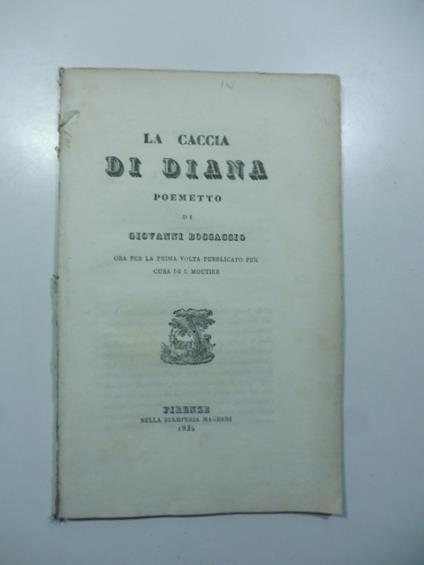 LA CACCIA
DI DIANA
POEMETTO
DI
GIOVANNI BOCCACCIO
ORA PER LA PRIMA VOLTA PUBBLICATO PER
CURA DI I. MOUTIER
FIRENZE
NELLA STAMPERIA MAGHERI
1832